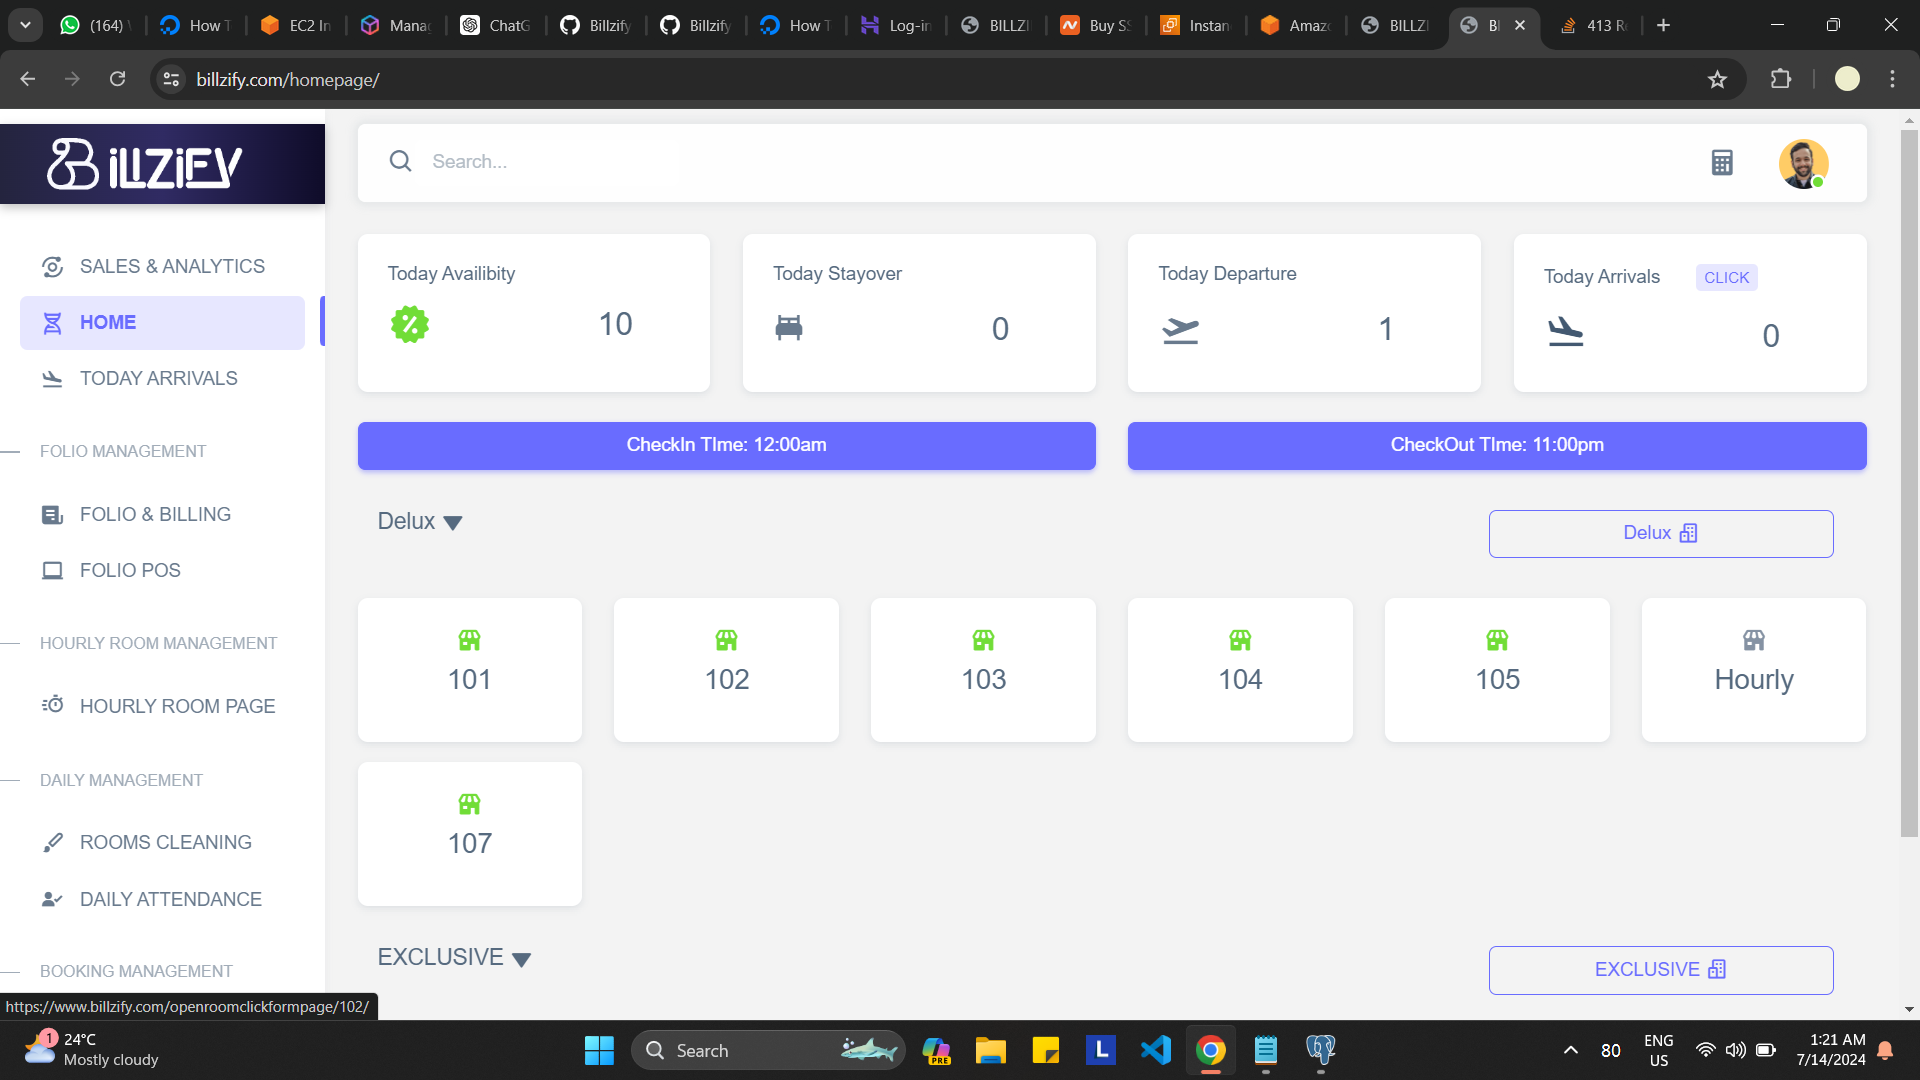 (164)
How T
EC2 In
Manag
ChatG
Billzify
Billzify
How T
Log-in
BILLZI
Buy SS
Instan
Amazo
BILLZI
BI
413 Re
billzify.com/homepage/
BillZiFY
Search...
SALES & ANALYTICS
HOME
TODAY ARRIVALS
FOLIO MANAGEMENT
FOLIO & BILLING
FOLIO POS
HOURLY ROOM MANAGEMENT
HOURLY ROOM PAGE
DAILY MANAGEMENT
ROOMS CLEANING
DAILY ATTENDANCE
BOOKING MANAGEMENT
Today Availibity
10
Today Stayover
0
Today Departure
1
Today Arrivals CLICK
0
CheckIn TIme: 12:00am
CheckOut TIme: 11:00pm
Delux
Delux
101
102
103
104
105
Hourly
107
EXCLUSIVE
EXCLUSIVE
https://www.billzify.com/openroomclickformpage/102/
1
24°C
Mostly cloudy
Search
PRE
L
80
ENG
US
1:21 AM
7/14/2024